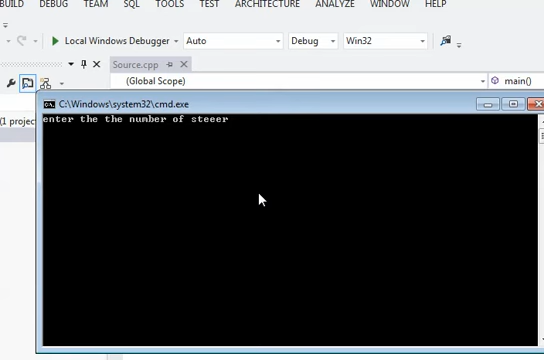 BUILD DEBUG TEAM SQL TOOLS TEST ARCHITECTURE ANALYZE WINDOW HELP
Local Windows Debugger Auto Debug Win32
Source.cpp
(Global Scope) main()
C:\Windows\system32\cmd.exe
(1 project
enter the the number of steeer